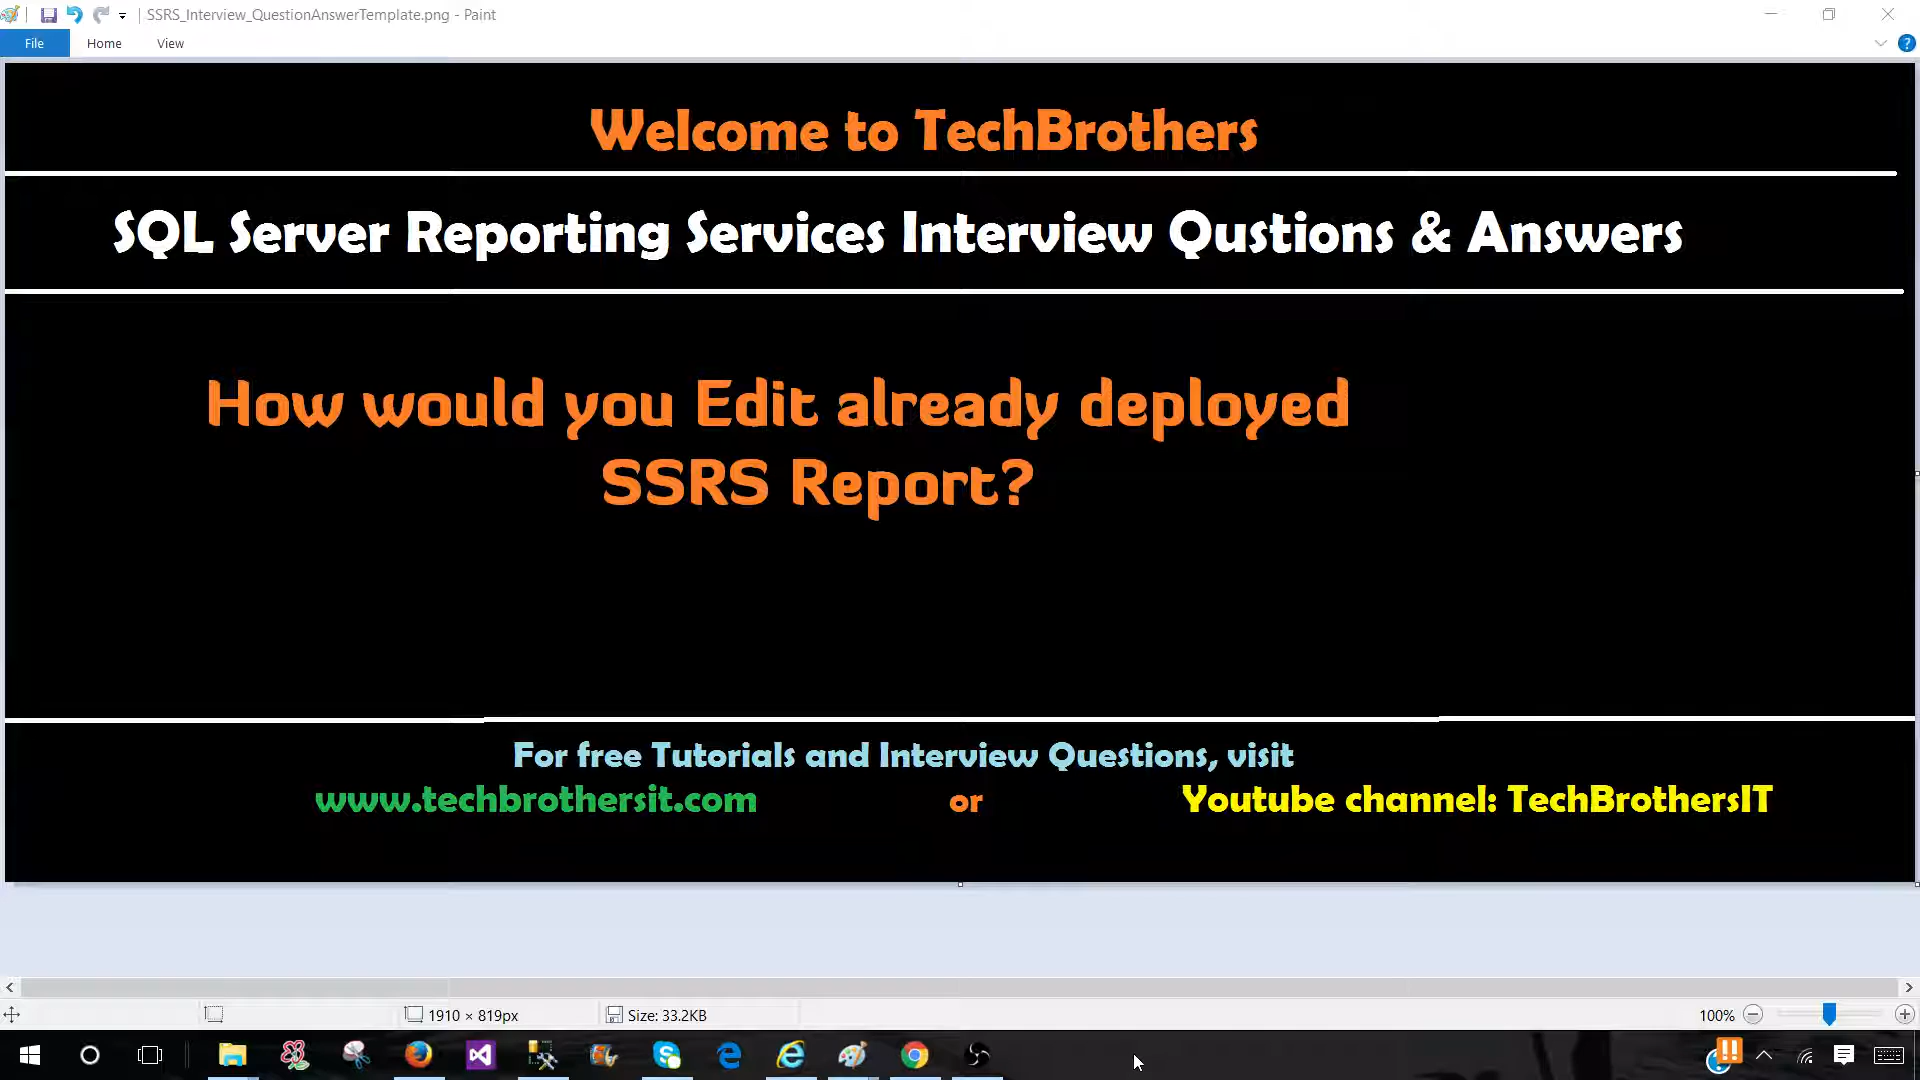 SSRS_Interview_QuestionAnswerTemplate.png - Paint
File Home View
Welcome to TechBrothers
SQL Server Reporting Services Interview Qustions & Answers
How would you Edit already deployed
SSRS Report?
For free Tutorials and Interview Questions, visit
www.techbrothersit.com or Youtube channel: TechBrothersIT
1910 × 819px Size: 33.2KB 100%